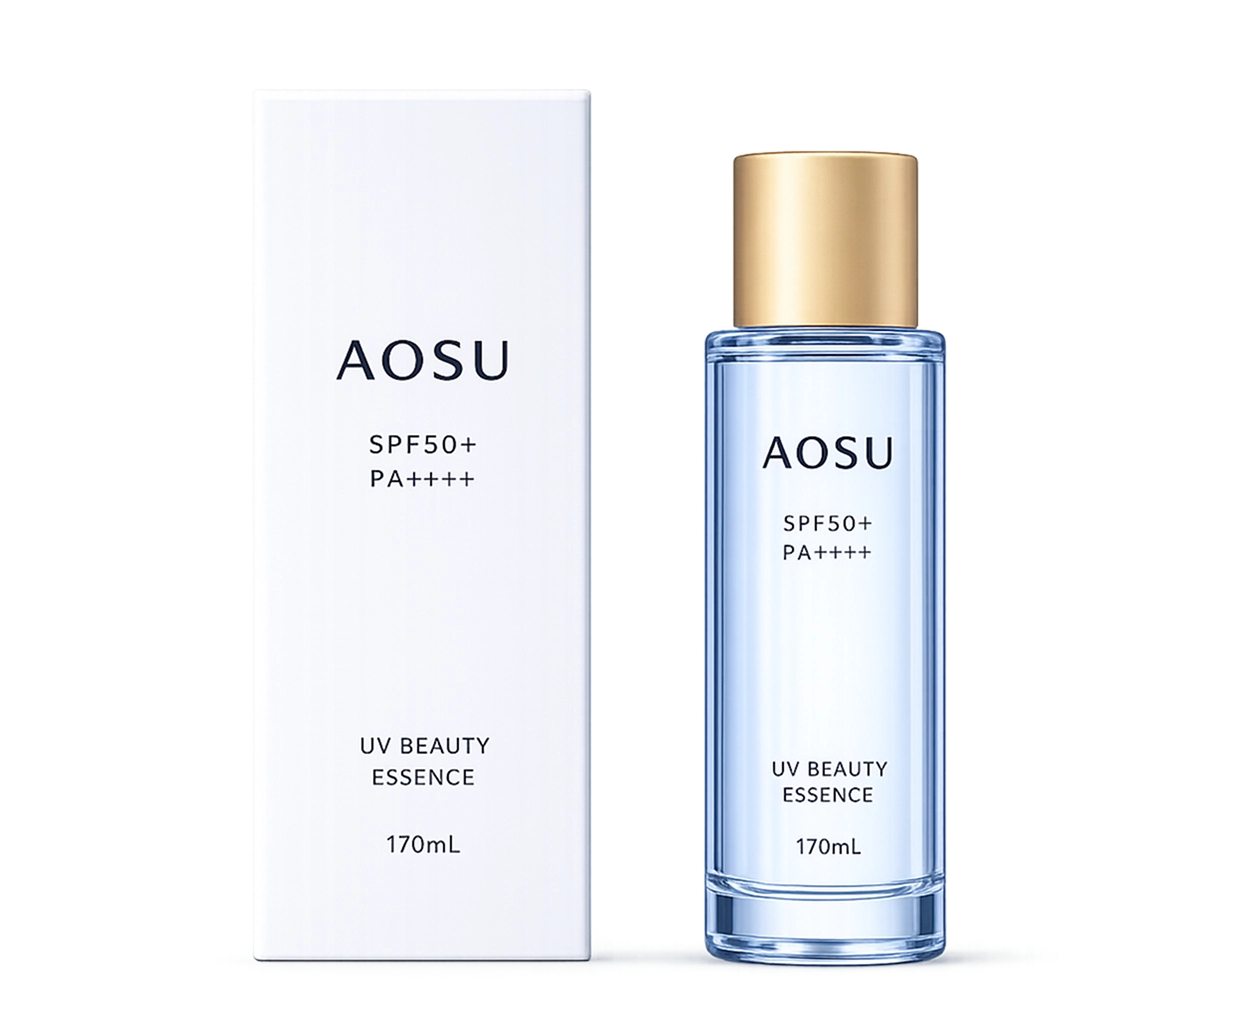 AOSU
SPF50+
PA++++
UV BEAUTY
ESSENCE
170mL
AOSU
SPF50+
PA++++
UV BEAUTY
ESSENCE
170mL